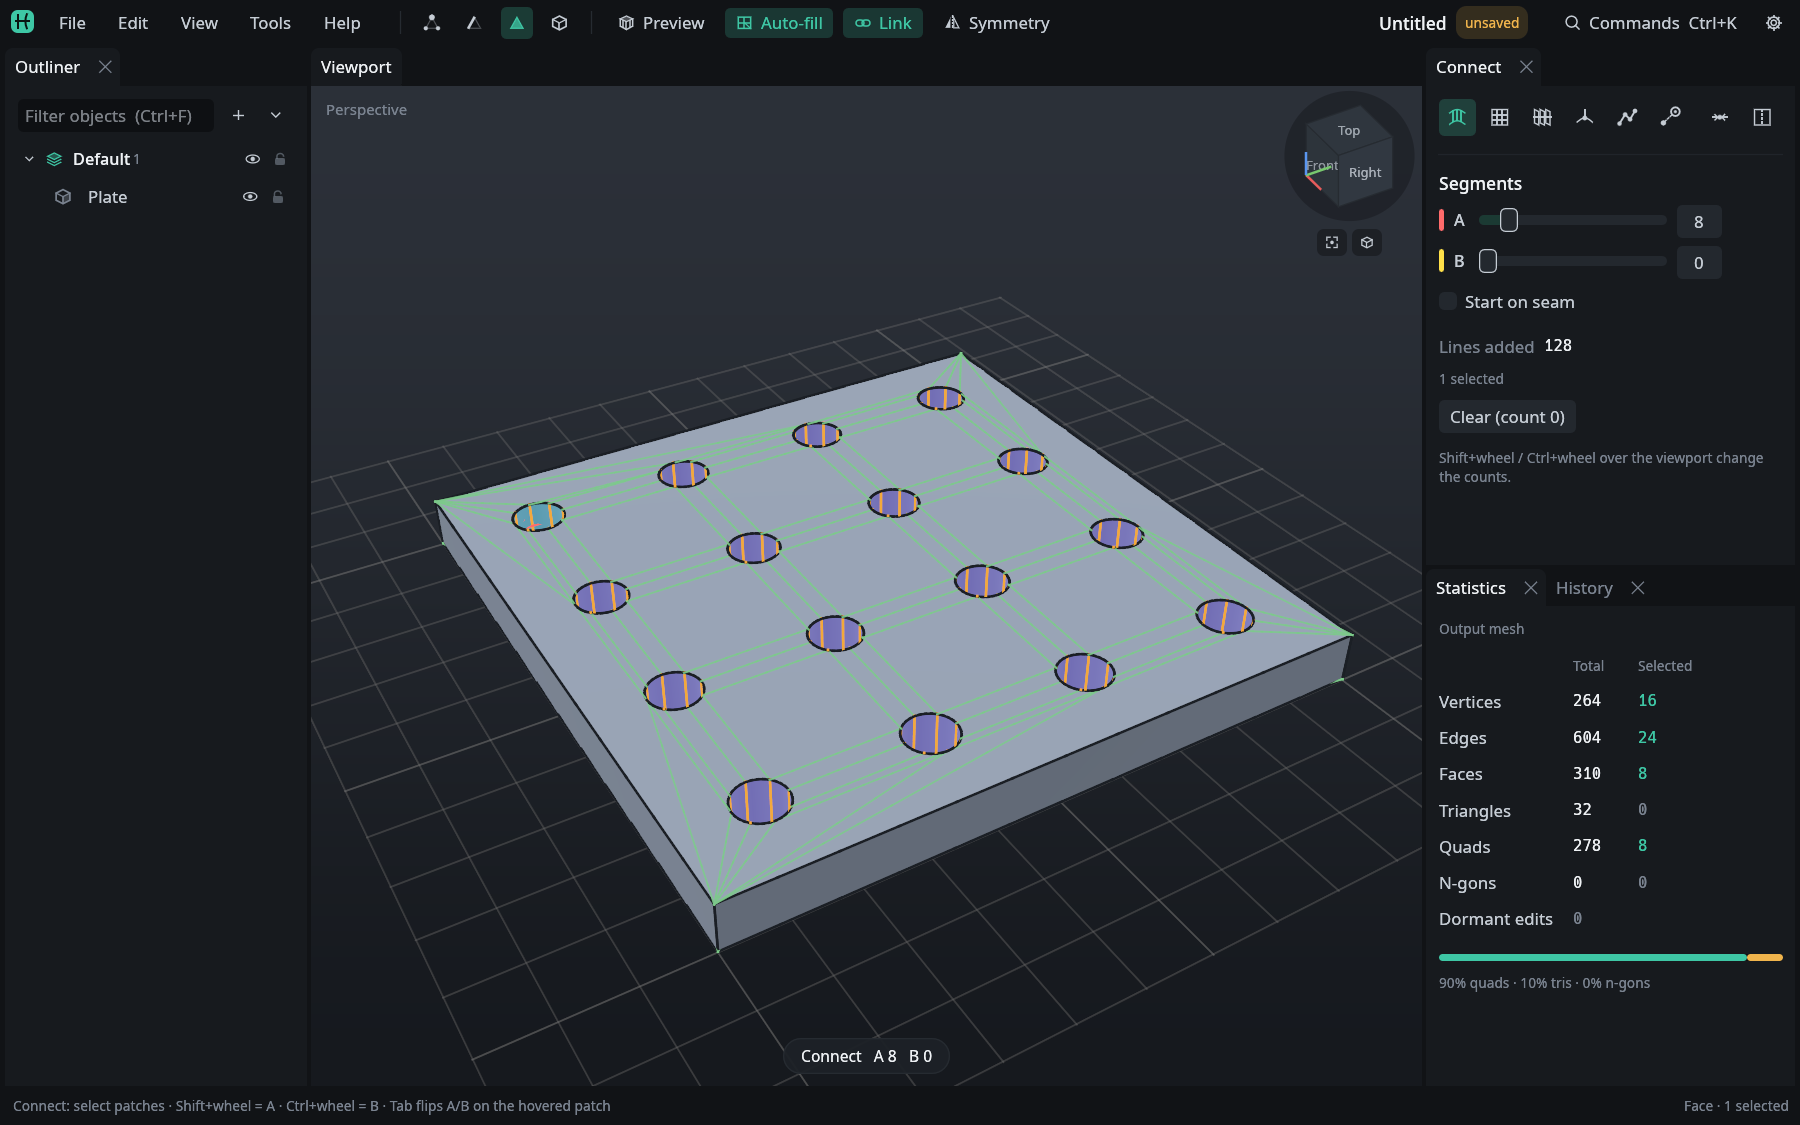 File Edit View Tools Help Preview Auto-fill Link Symmetry Untitled unsaved Commands Ctrl+K
Outliner
Filter objects (Ctrl+F)
Default 1
Plate
Viewport
Perspective
Top
Front
Right
Connect A 8 B 0
Connect
Segments
A 8
B 0
Start on seam
Lines added 128
1 selected
Clear (count 0)
Shift+wheel / Ctrl+wheel over the viewport change
the counts.
Statistics History
Output mesh
Total Selected
Vertices 264 16
Edges 604 24
Faces 310 8
Triangles 32 0
Quads 278 8
N-gons 0 0
Dormant edits 0
90% quads · 10% tris · 0% n-gons
Connect: select patches · Shift+wheel = A · Ctrl+wheel = B · Tab flips A/B on the hovered patch
Face · 1 selected